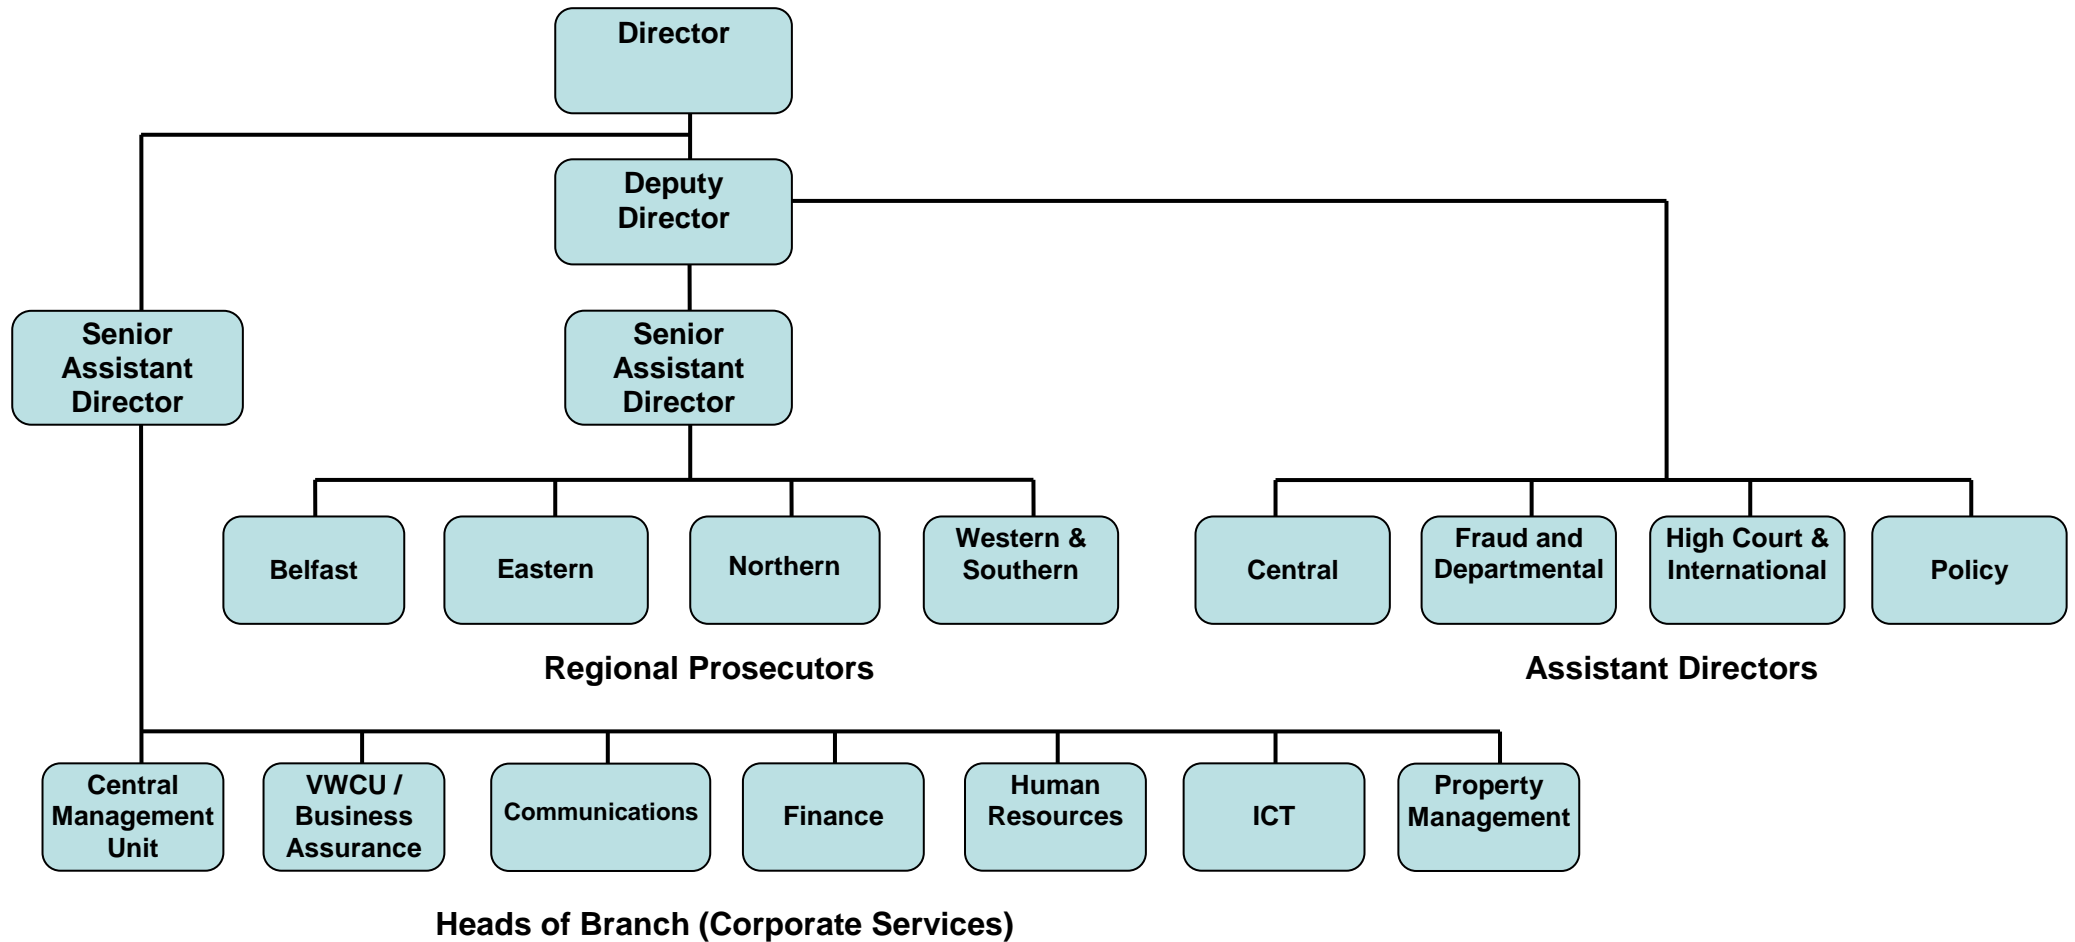 Director
Deputy
Director
Senior
Assistant
Director
Senior
Assistant
Director
Belfast
Eastern
Northern
Western &
Southern
Central
Fraud and
Departmental
High Court &
International
Policy
Regional Prosecutors
Assistant Directors
Central
Management
Unit
VWCU /
Business
Assurance
Communications
Finance
Human
Resources
ICT
Property
Management
Heads of Branch (Corporate Services)